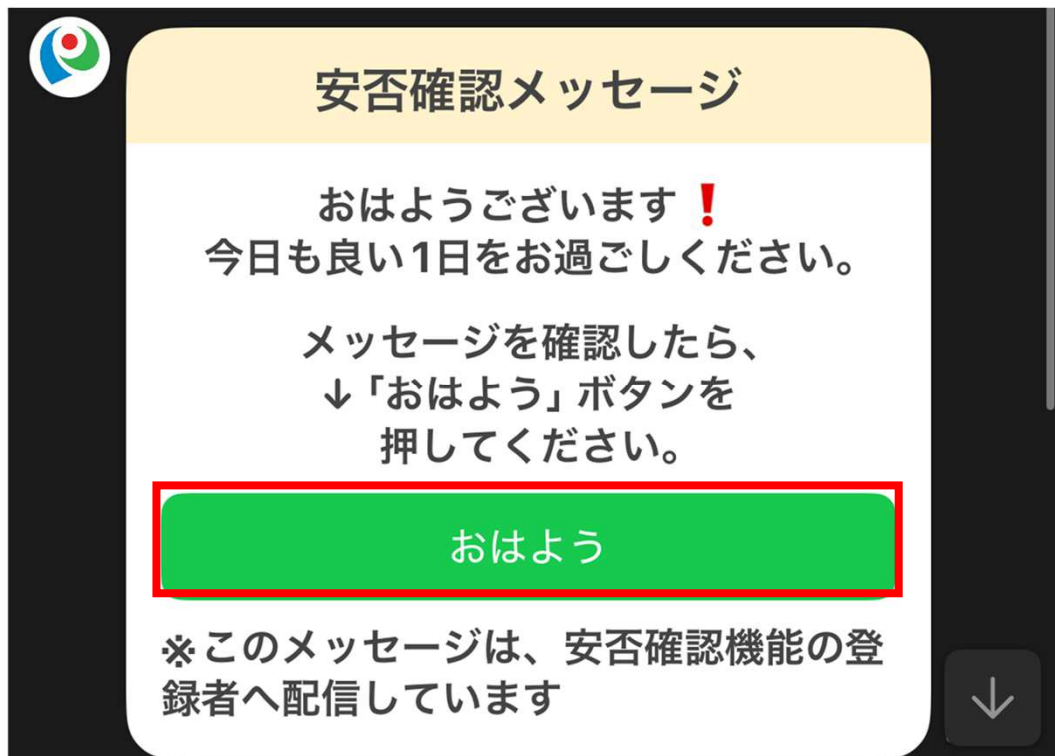 安否確認メッセージ
おはようございます❗
今日も良い1日をお過ごしください。
メッセージを確認したら、
↓「おはよう」ボタンを
押してください。
おはよう
※このメッセージは、安否確認機能の登
録者へ配信しています